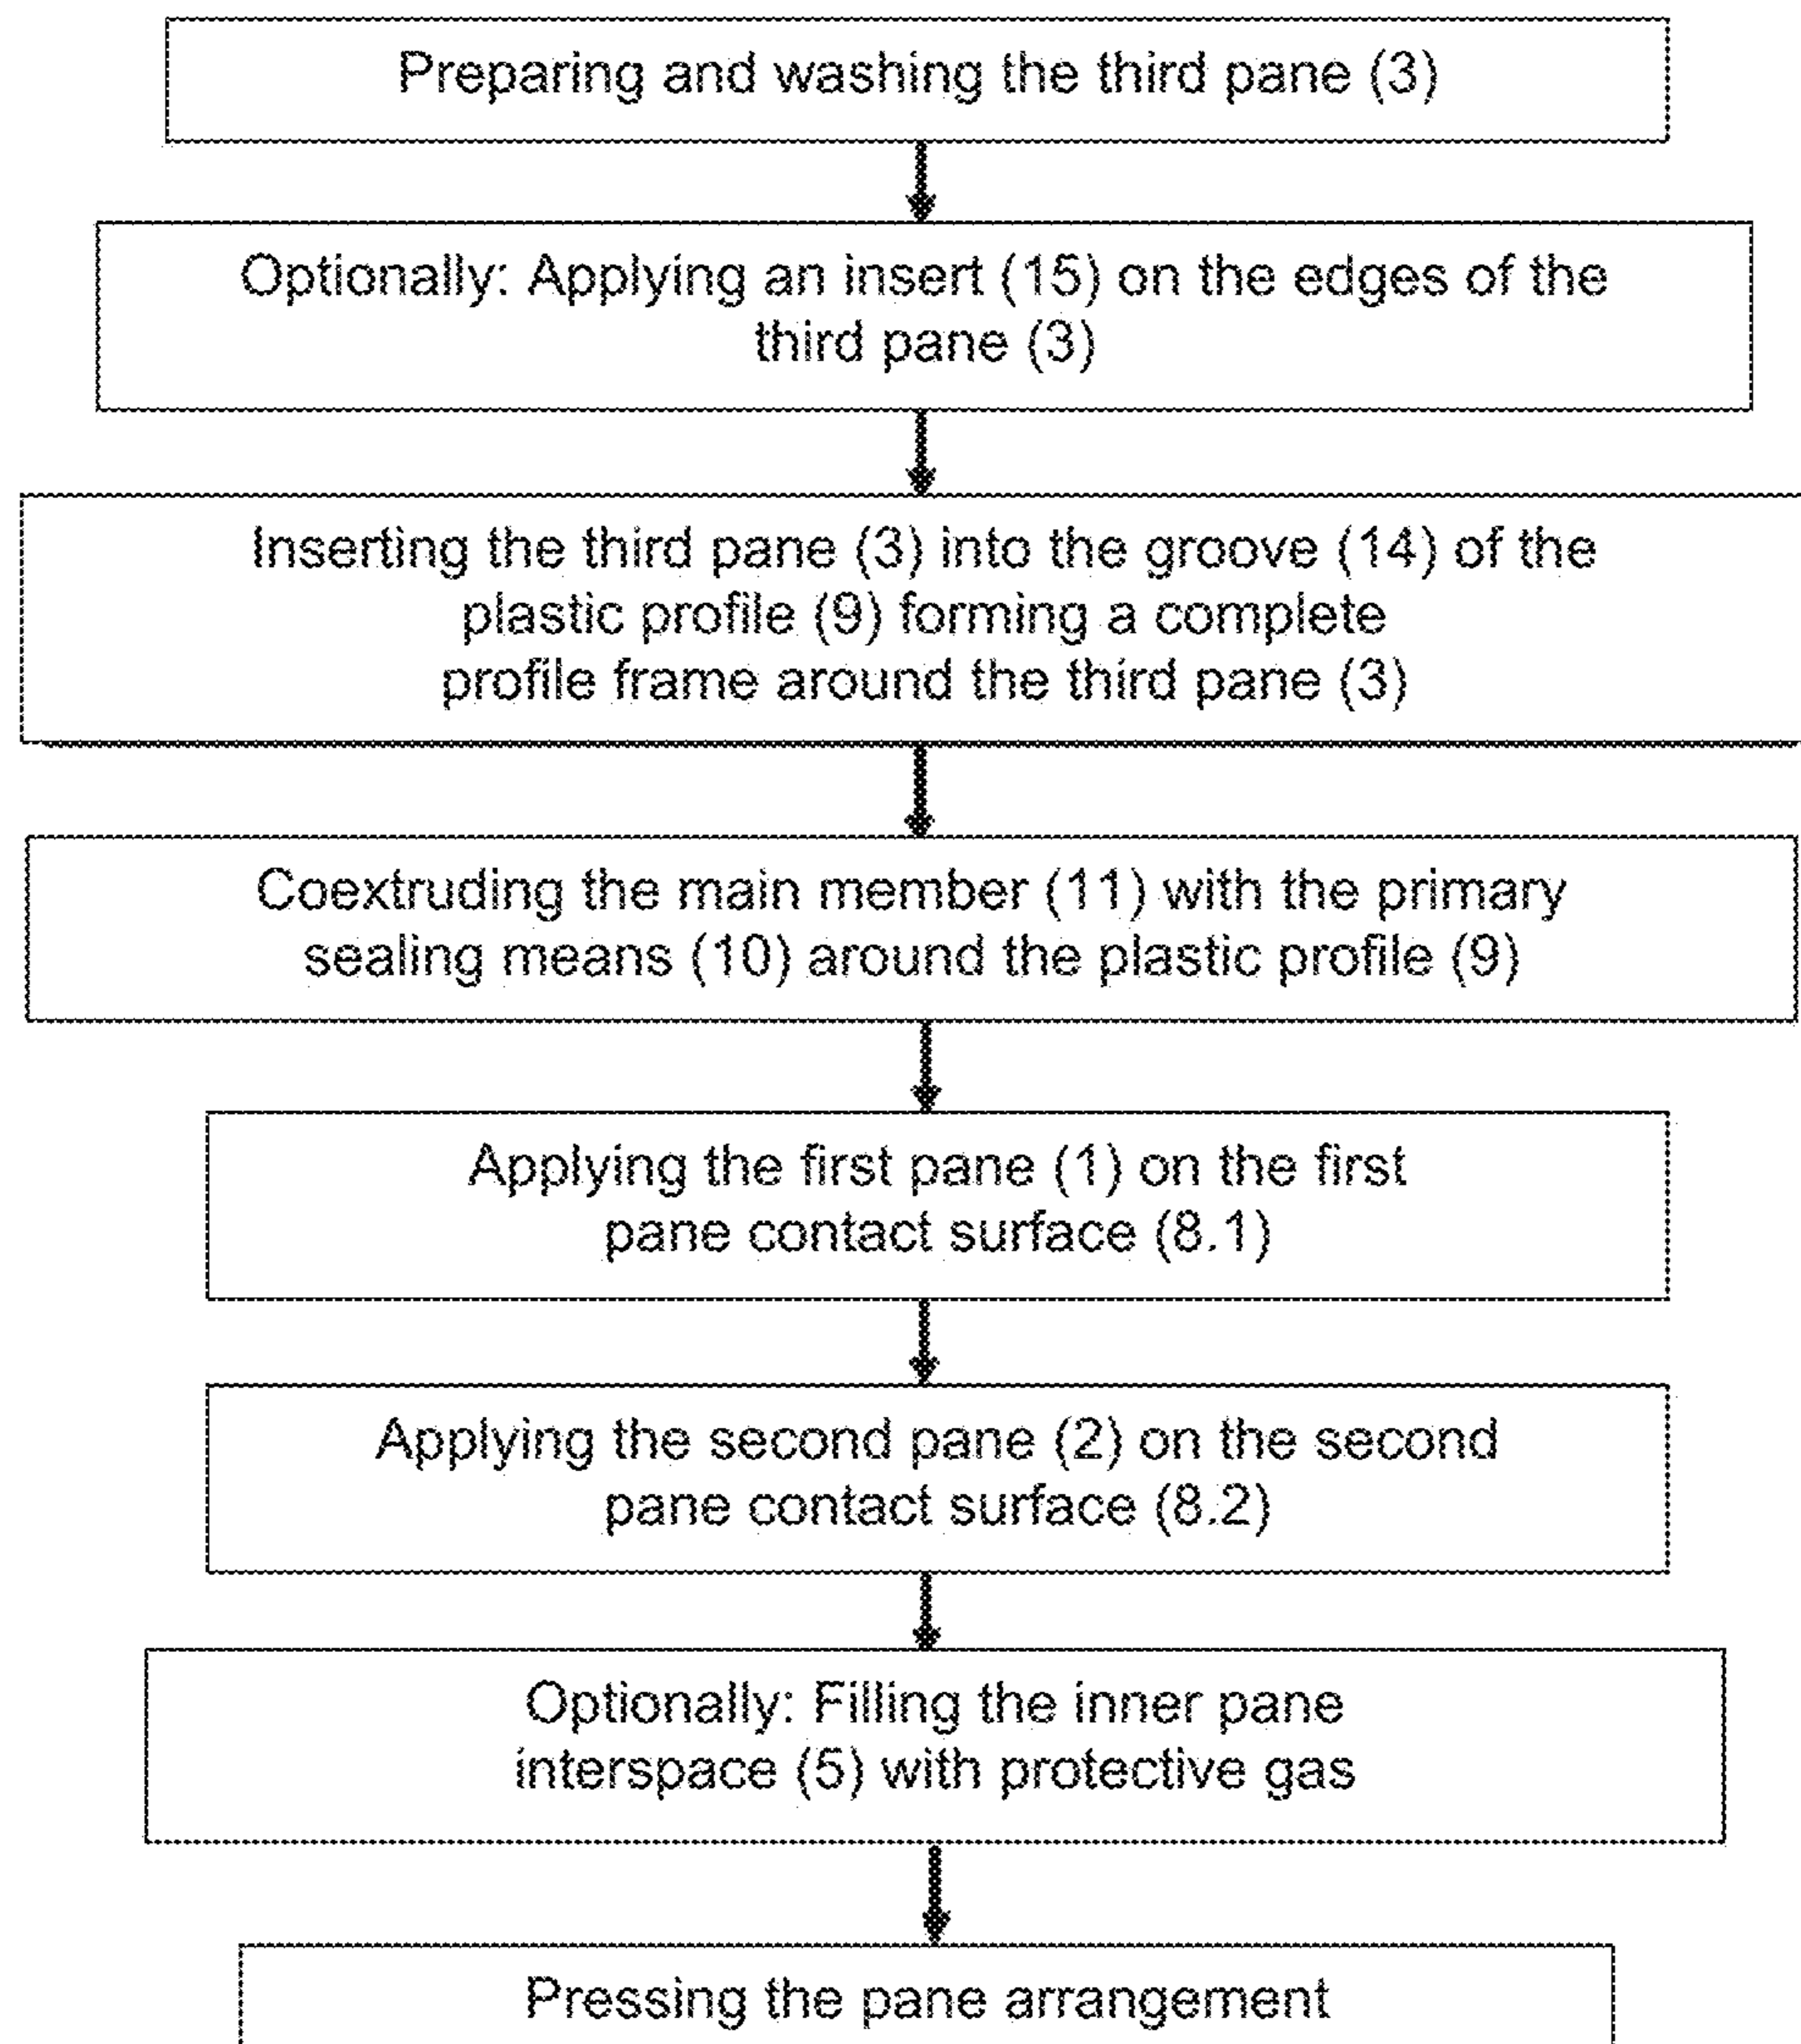 Preparing and washing the third pane (3)
Optionally: Applying an insert (15) on the edges of the
third pane (3)
Inserting the third pane (3) into the groove (14) of the
plastic profile (9) forming a complete
profile frame around the third pane (3)
Coextruding the main member (11) with the primary
sealing means (10) around the plastic profile (9)
Applying the first pane (1) on the first
pane contact surface (8.1)
Applying the second pane (2) on the second
pane contact surface (8.2)
Optionally: Filling the inner pane
interspace (5) with protective gas
Pressing the pane arrangement